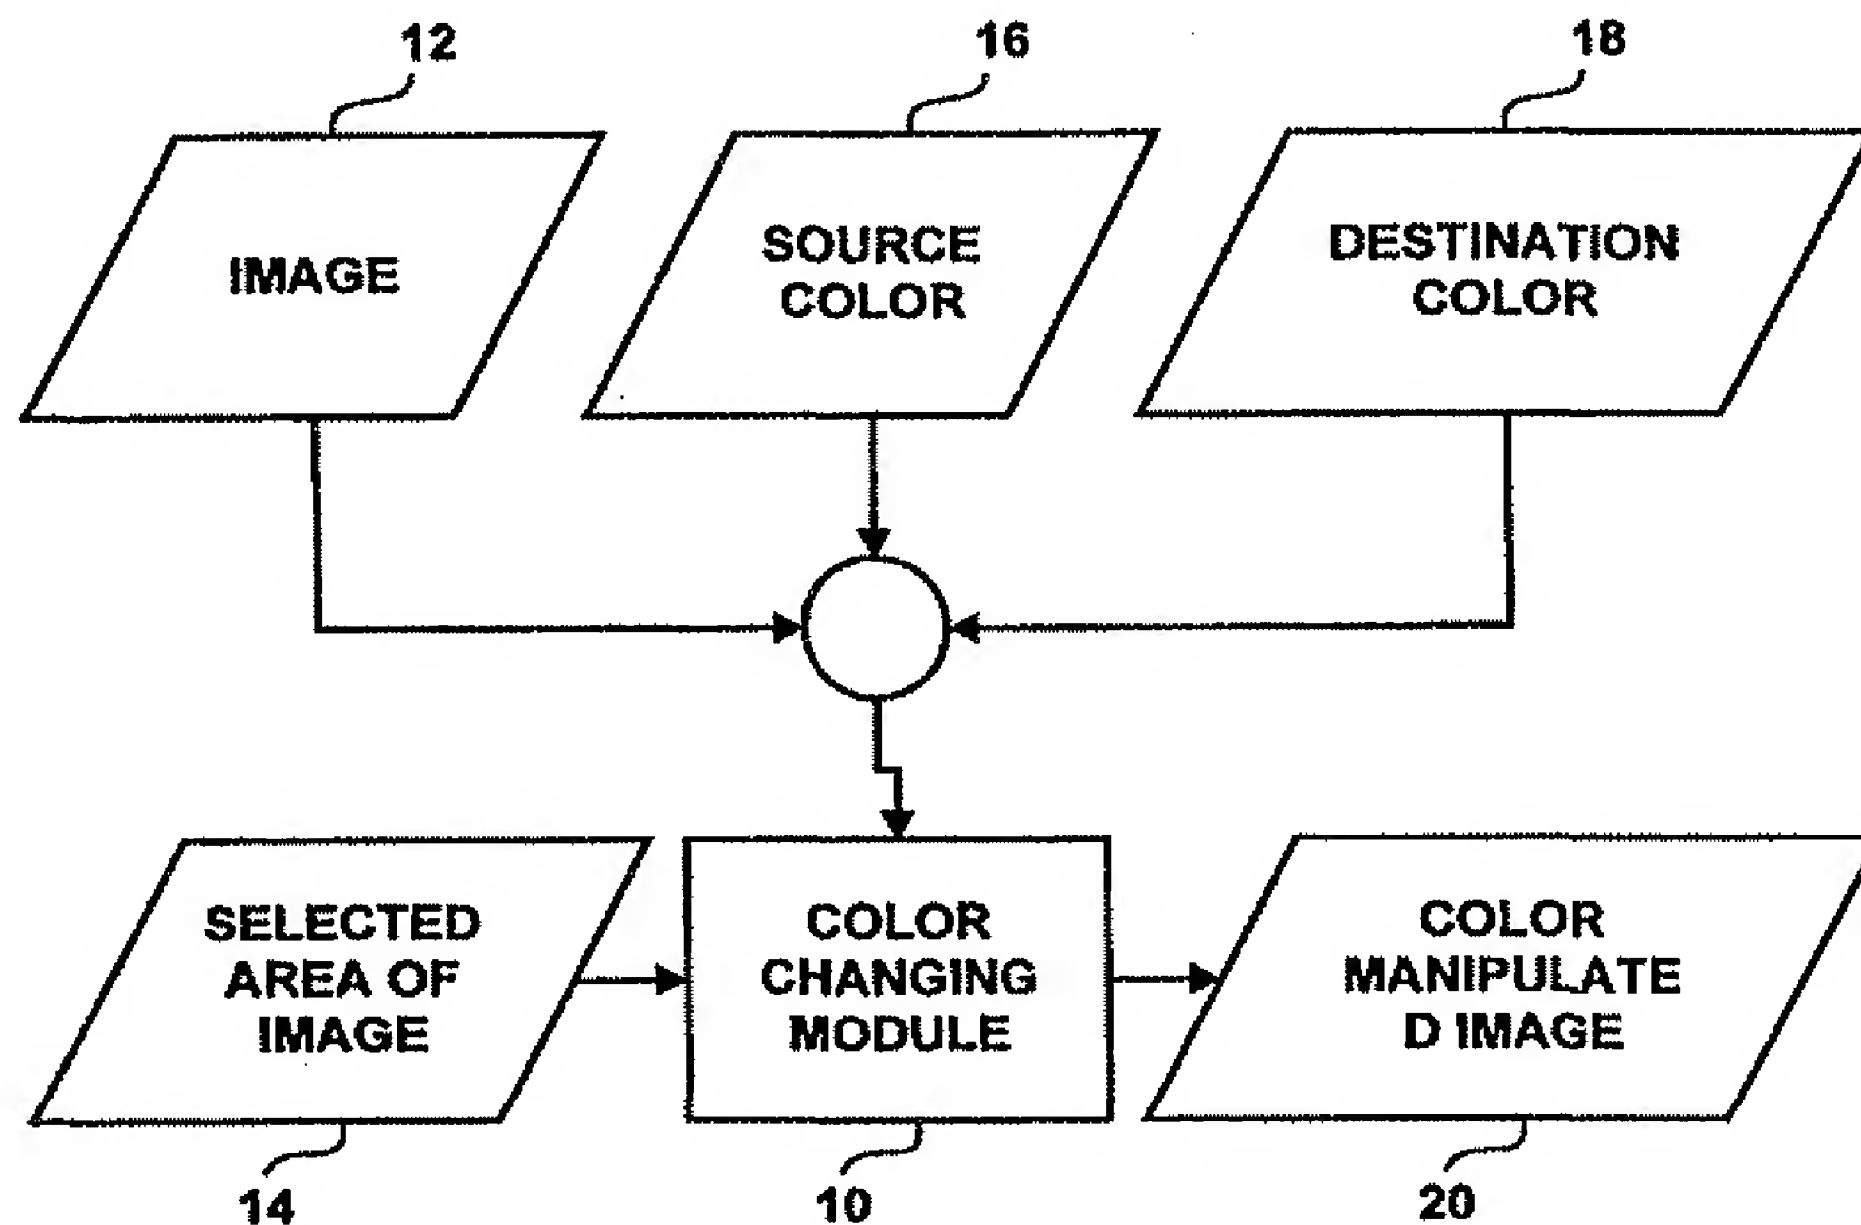 12
16
18
IMAGE
SOURCE
COLOR
DESTINATION
COLOR
SELECTED
AREA OF
IMAGE
COLOR
CHANGING
MODULE
COLOR
MANIPULATE
D IMAGE
14
10
20